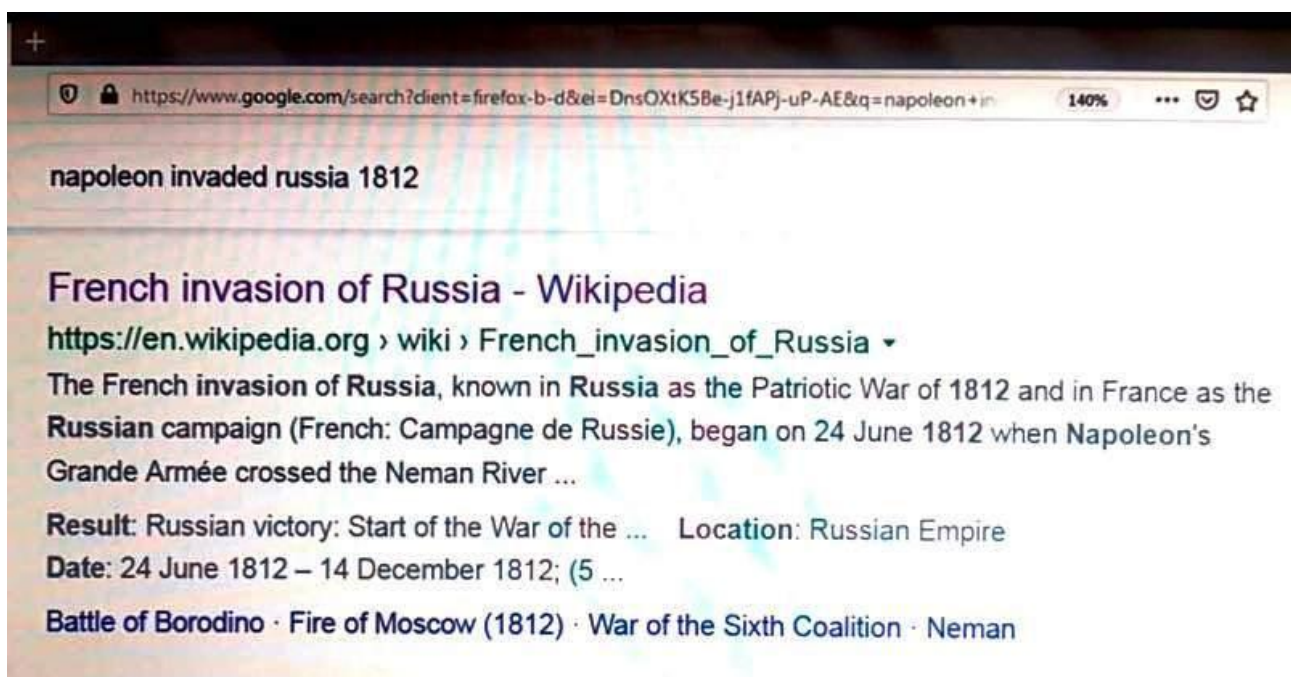 +
https://www.google.com/search?client=firefox-b-d&ei=DnsOXtK5Be-j1fAPj-uP-AE&q=napoleon+in
140%
napoleon invaded russia 1812
French invasion of Russia - Wikipedia
https://en.wikipedia.org › wiki › French_invasion_of_Russia
The French invasion of Russia, known in Russia as the Patriotic War of 1812 and in France as the
Russian campaign (French: Campagne de Russie), began on 24 June 1812 when Napoleon's
Grande Armée crossed the Neman River ...
Result: Russian victory: Start of the War of the ... Location: Russian Empire
Date: 24 June 1812 – 14 December 1812; (5 ...
Battle of Borodino · Fire of Moscow (1812) · War of the Sixth Coalition · Neman